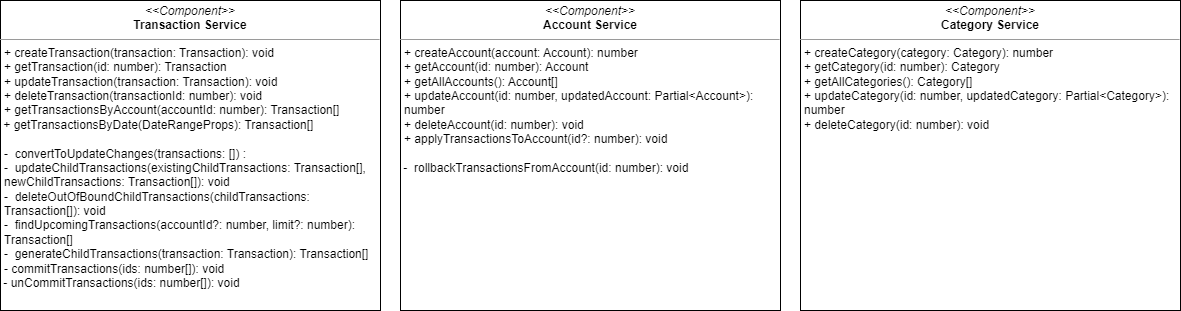 <<Component>>
Transaction Service
+ createTransaction(transaction: Transaction): void
+ getTransaction(id: number): Transaction
+ updateTransaction(transaction: Transaction): void
+ deleteTransaction(transactionId: number): void
+ getTransactionsByAccount(accountId: number): Transaction[]
+ getTransactionsByDate(DateRangeProps): Transaction[]
- convertToUpdateChanges(transactions: []) :
- updateChildTransactions(existingChildTransactions: Transaction[],
newChildTransactions: Transaction[]): void
- deleteOutOfBoundChildTransactions(childTransactions:
Transaction[]): void
- findUpcomingTransactions(accountId?: number, limit?: number):
Transaction[]
- generateChildTransactions(transaction: Transaction): Transaction[]
- commitTransactions(ids: number[]): void
- unCommitTransactions(ids: number[]): void
<<Component>>
Account Service
+ createAccount(account: Account): number
+ getAccount(id: number): Account
+ getAllAccounts(): Account[]
+ updateAccount(id: number, updatedAccount: Partial<Account>):
number
+ deleteAccount(id: number): void
+ applyTransactionsToAccount(id?: number): void
- rollbackTransactionsFromAccount(id: number): void
<<Component>>
Category Service
+ createCategory(category: Category): number
+ getCategory(id: number): Category
+ getAllCategories(): Category[]
+ updateCategory(id: number, updatedCategory: Partial<Category>):
number
+ deleteCategory(id: number): void